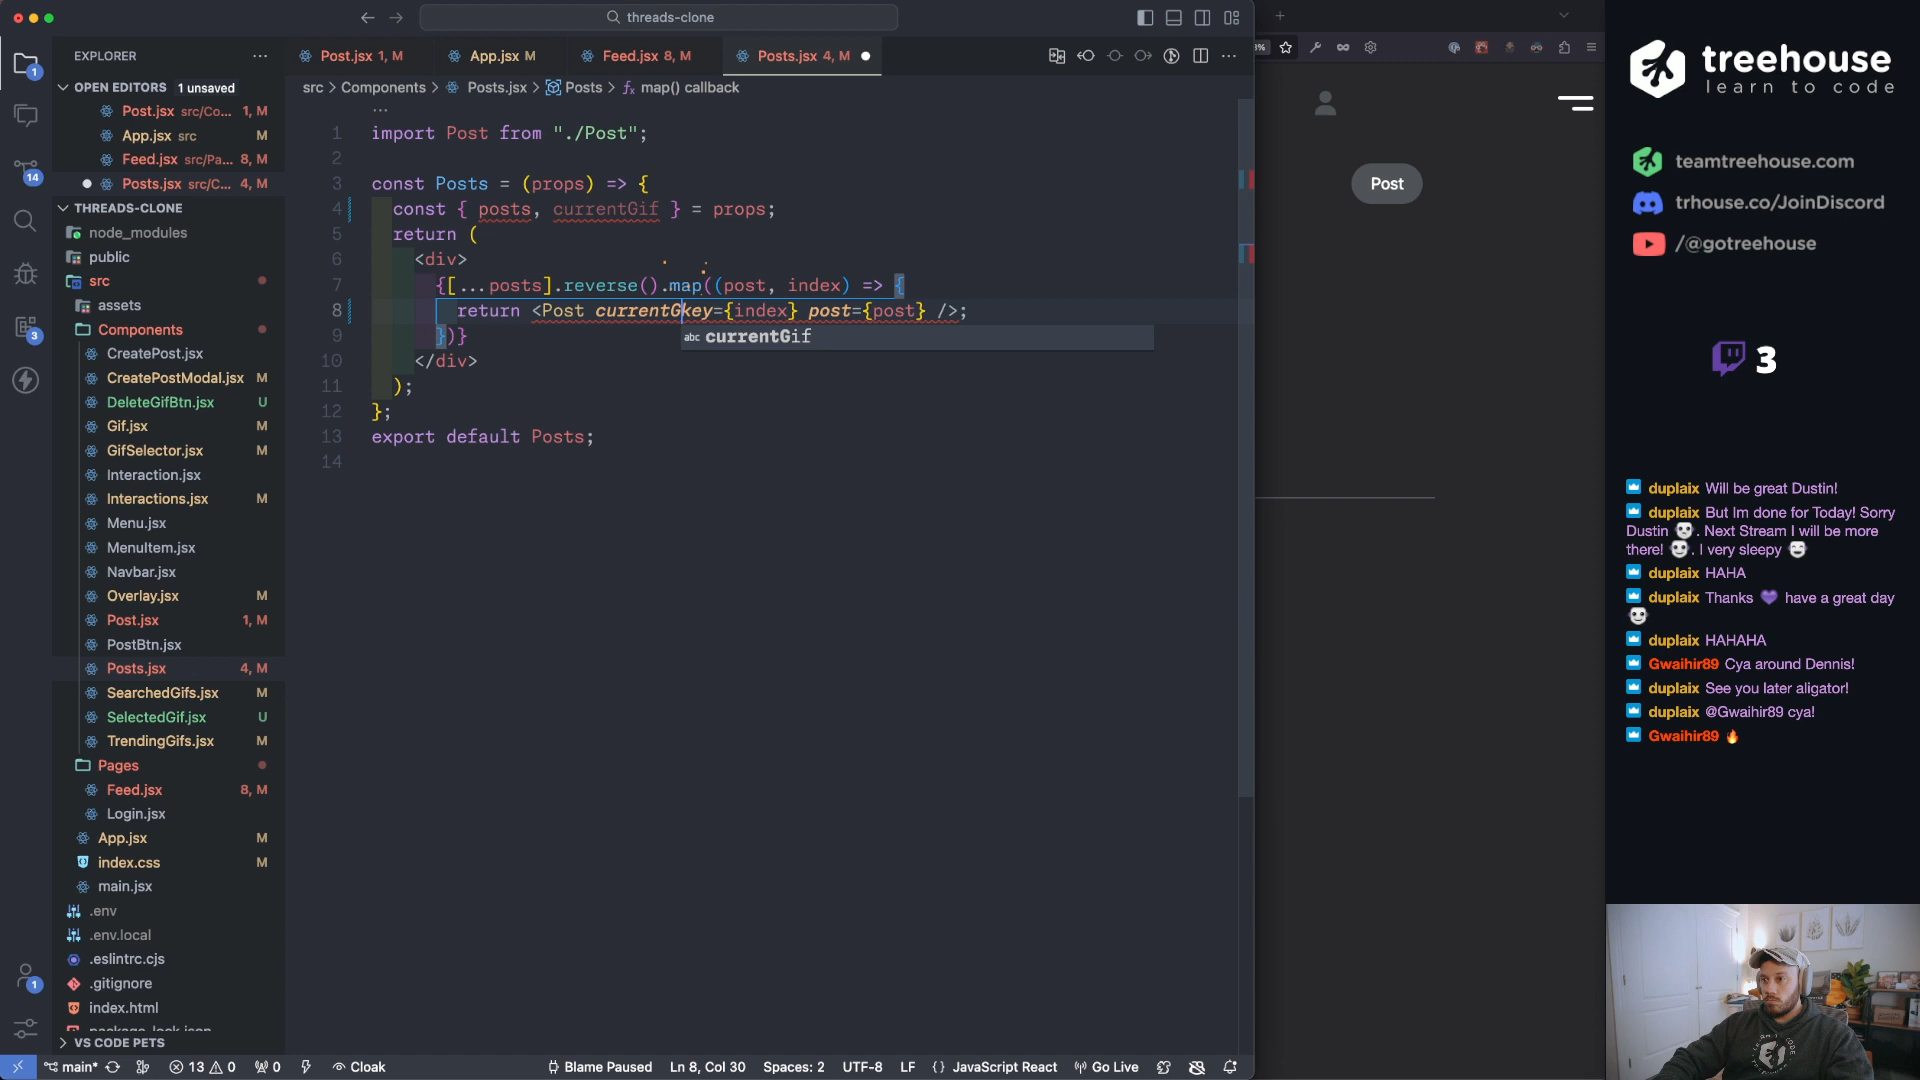 threads-clone
EXPLORER
Post.jsx 1, M
App.jsx M
Feed.jsx 8, M
Posts.jsx 4, M
OPEN EDITORS 1 unsaved
src > Components > Posts.jsx > Posts > map() callback
Post.jsx src/Co... 1, M
App.jsx src M
Feed.jsx src/Pa... 8, M
Posts.jsx src/C... 4, M
THREADS-CLONE
node_modules
public
src
assets
Components
CreatePost.jsx
CreatePostModal.jsx M
DeleteGifBtn.jsx U
Gif.jsx M
GifSelector.jsx M
Interaction.jsx
Interactions.jsx M
Menu.jsx
MenuItem.jsx
Navbar.jsx
Overlay.jsx M
Post.jsx 1, M
PostBtn.jsx
Posts.jsx 4, M
SearchedGifs.jsx M
SelectedGif.jsx U
TrendingGifs.jsx M
Pages
Feed.jsx 8, M
Login.jsx
App.jsx M
index.css M
main.jsx
.env
.env.local
.eslintrc.cjs
.gitignore
index.html
package-lock.json
VS CODE PETS
1
14
3
1
1 import Post from "./Post";
2
3 const Posts = (props) => {
4 const { posts, currentGif } = props;
5 return (
6 <div>
7 {[...posts].reverse().map((post, index) => {
8 return <Post currentGkey={index} post={post} />;
9 })}
abc currentGif
10 </div>
11 );
12 };
13 export default Posts;
14
main* 13 0 0 Cloak
Blame Paused Ln 8, Col 30 Spaces: 2 UTF-8 LF {} JavaScript React Go Live
Post
treehouse
learn to code
teamtreehouse.com
trhouse.co/JoinDiscord
/@gotreehouse
3
duplaix Will be great Dustin!
duplaix But Im done for Today! Sorry
Dustin . Next Stream I will be more
there! . I very sleepy
duplaix HAHA
duplaix Thanks 💜 have a great day
duplaix HAHAHA
Gwaihir89 Cya around Dennis!
duplaix See you later aligator!
duplaix @Gwaihir89 cya!
Gwaihir89 🔥